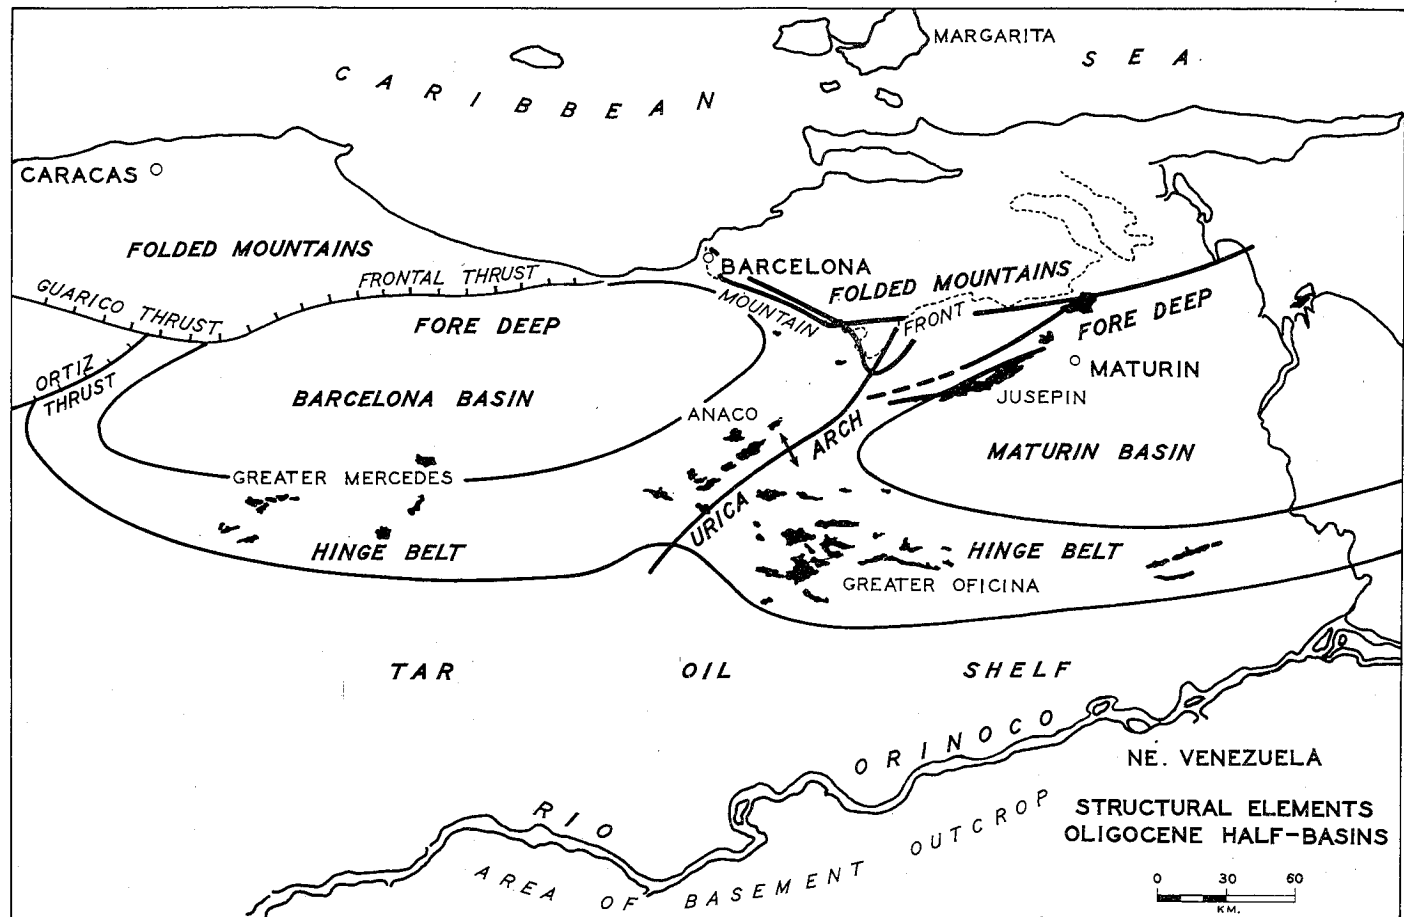 MARGARITA
CARIBBEAN SEA
CARACAS
FOLDED MOUNTAINS
BARCELONA
FRONTAL THRUST
FOLDED MOUNTAINS
GUARICO THRUST
MOUNTAIN FRONT
FORE DEEP
FORE DEEP
ORTIZ THRUST
MATURIN
BARCELONA BASIN
JUSEPIN
ANACO
URICA ARCH
MATURIN BASIN
GREATER MERCEDES
HINGE BELT
HINGE BELT
GREATER OFICINA
TAR OIL SHELF
RIO ORINOCO
AREA OF BASEMENT OUTCROP
NE. VENEZUELA
STRUCTURAL ELEMENTS
OLIGOCENE HALF-BASINS
0 30 60
KM.